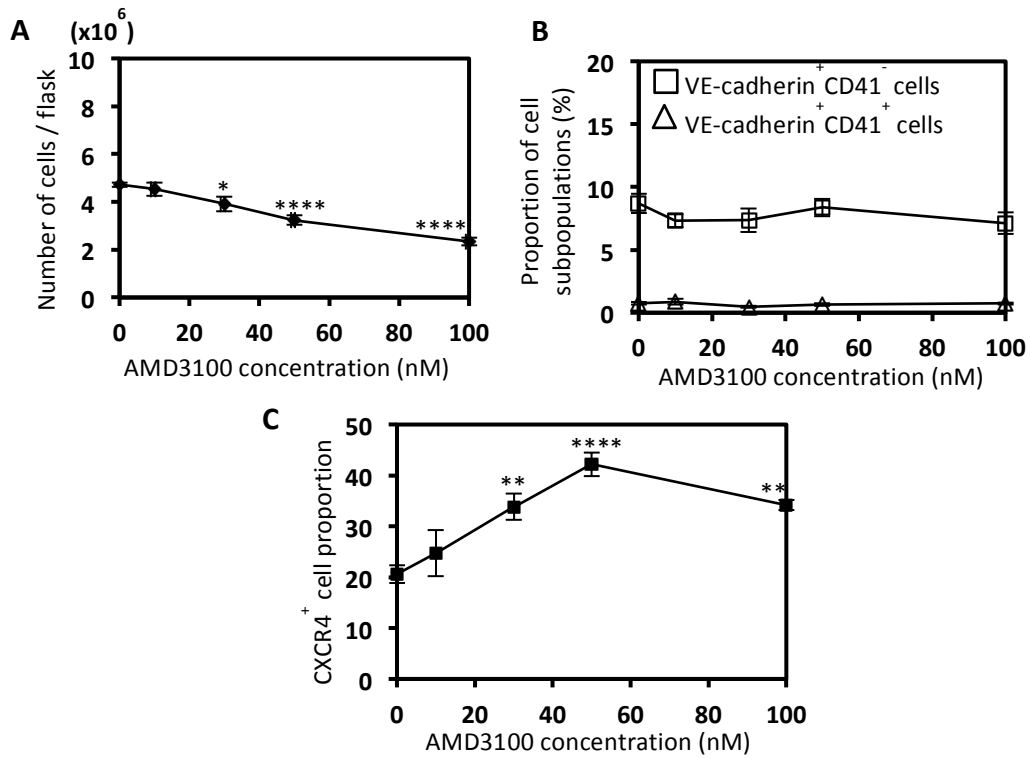 A
(x10⁶)
Number of cells / flask
10
8
6
4
2
0
*
****
****
0 20 40 60 80 100
AMD3100 concentration (nM)
B
Proportion of cell
subpopulations (%)
20
15
10
5
0
VE-cadherin⁺CD41⁻ cells
VE-cadherin⁺CD41⁺ cells
0 20 40 60 80 100
AMD3100 concentration (nM)
C
CXCR4⁺ cell proportion
50
40
30
20
10
0
**
****
**
0 20 40 60 80 100
AMD3100 concentration (nM)